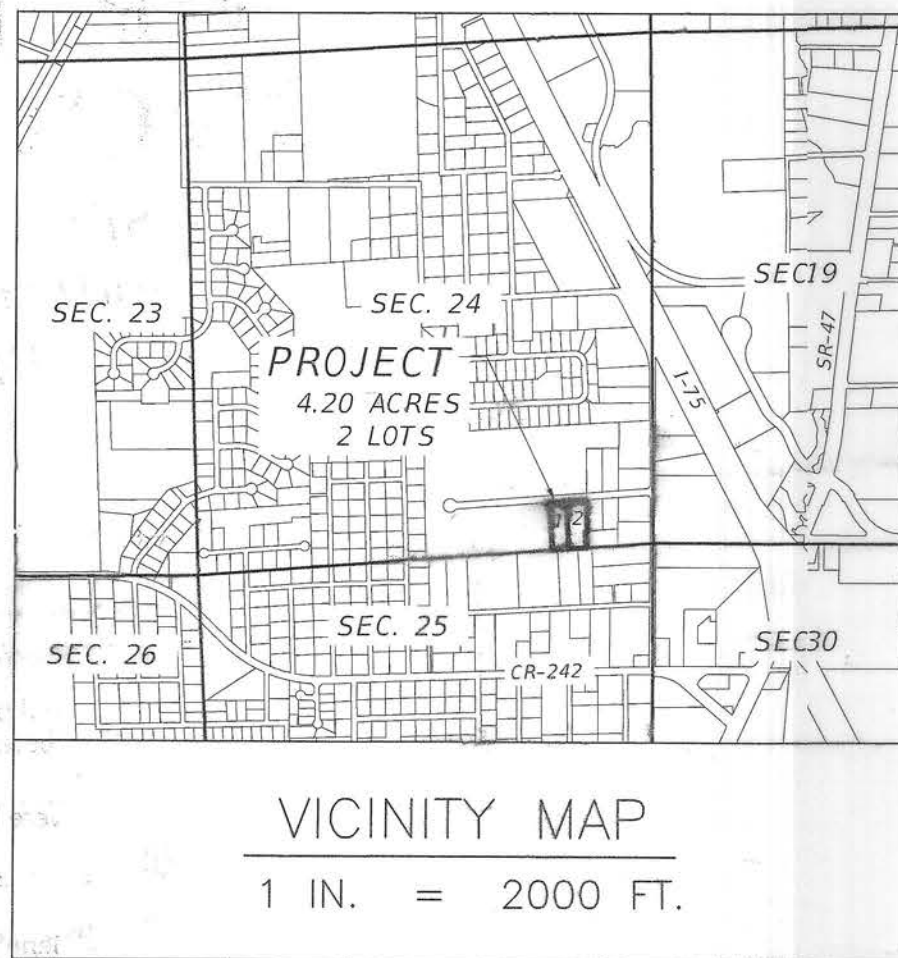 SEC. 23
SEC. 24
SEC19
PROJECT
4.20 ACRES
2 LOTS
I-75
SR-47
1 2
SEC. 25
SEC. 26
SEC30
CR-242
VICINITY MAP
1 IN. = 2000 FT.